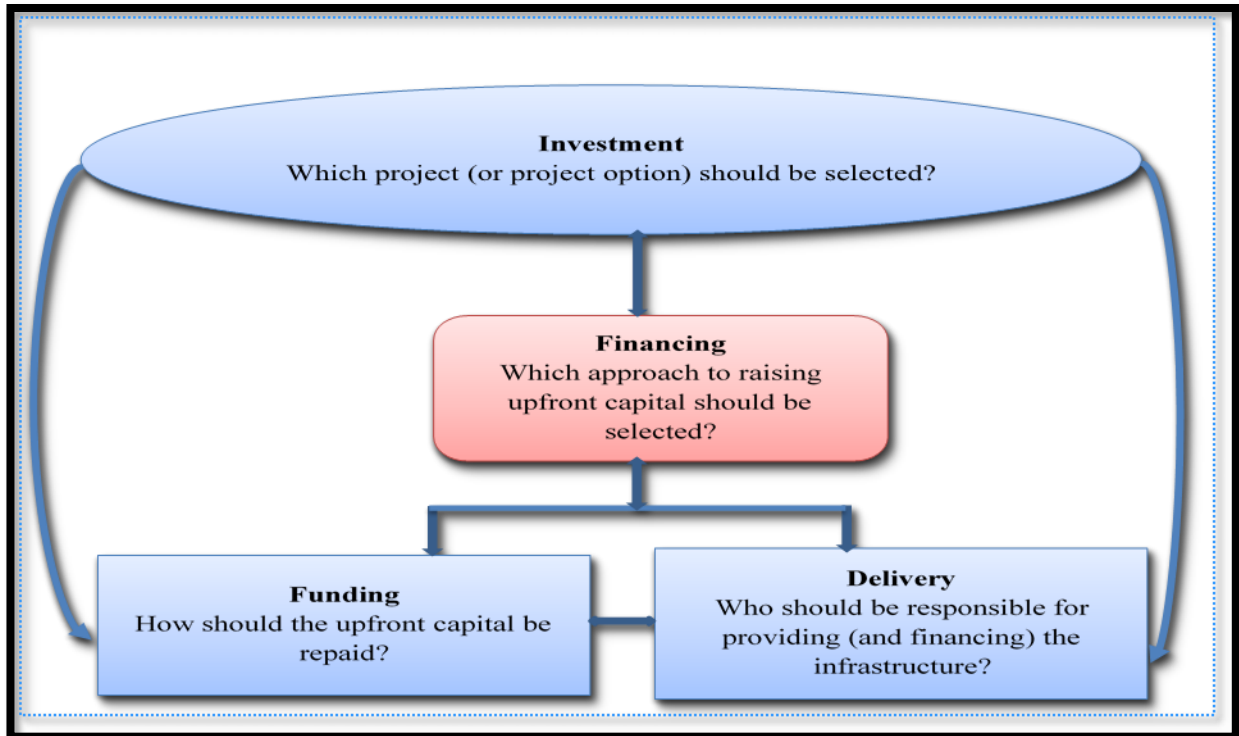 Investment
Which project (or project option) should be selected?
Financing
Which approach to raising
upfront capital should be
selected?
Funding
How should the upfront capital be
repaid?
Delivery
Who should be responsible for
providing (and financing) the
infrastructure?